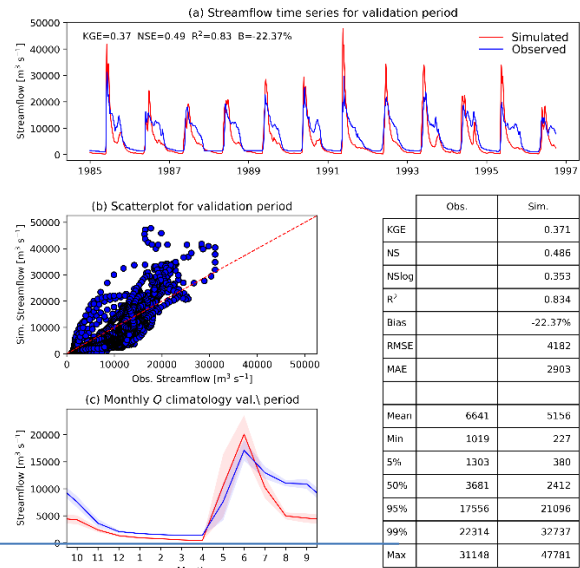 (a) Streamflow time series for validation period
KGE=0.37 NSE=0.49 R²=0.83 B=-22.37%
Simulated
Observed
Streamflow [m³ s⁻¹]
50000
40000
30000
20000
10000
0
1985 1987 1989 1991 1993 1995 1997
(b) Scatterplot for validation period
Sim. Streamflow [m³ s⁻¹]
50000
40000
30000
20000
10000
0
0 10000 20000 30000 40000 50000
Obs. Streamflow [m³ s⁻¹]
(c) Monthly Q climatology val.\ period
Streamflow [m³ s⁻¹]
20000
15000
10000
5000
0
10 11 12 1 2 3 4 5 6 7 8 9
Obs. Sim.
KGE 0.371
NS 0.486
NSlog 0.353
R² 0.834
Bias -22.37%
RMSE 4182
MAE 2903
Mean 6641 5156
Min 1019 227
5% 1303 380
50% 3681 2412
95% 17556 21096
99% 22314 32737
Max 31148 47781